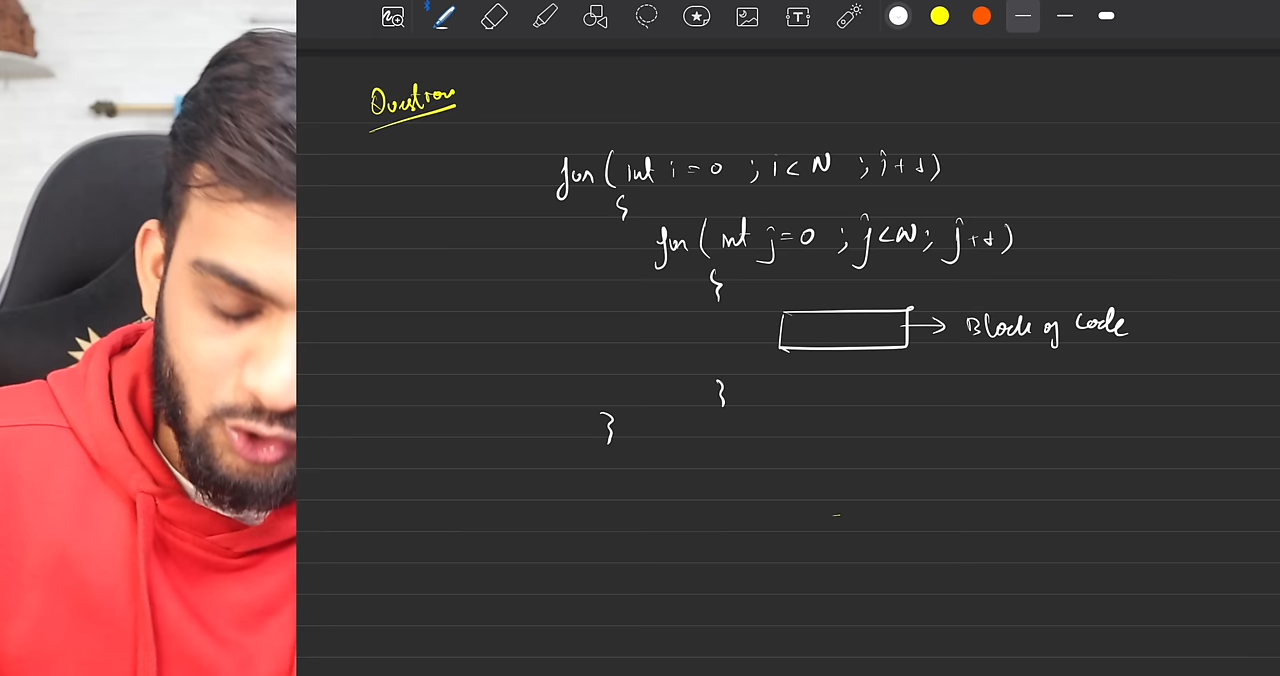 Question
for ( int i = 0 ; i < N ; i++)
{
for ( int j = 0 ; j < N ; j++)
{
→ Block of code
}
}